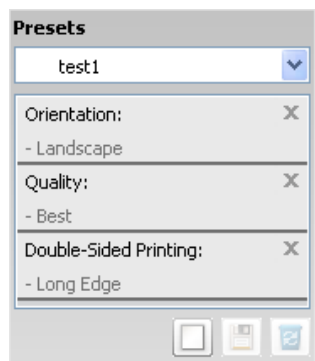 Presets
test1
Orientation:
- Landscape
Quality:
- Best
Double-Sided Printing:
- Long Edge